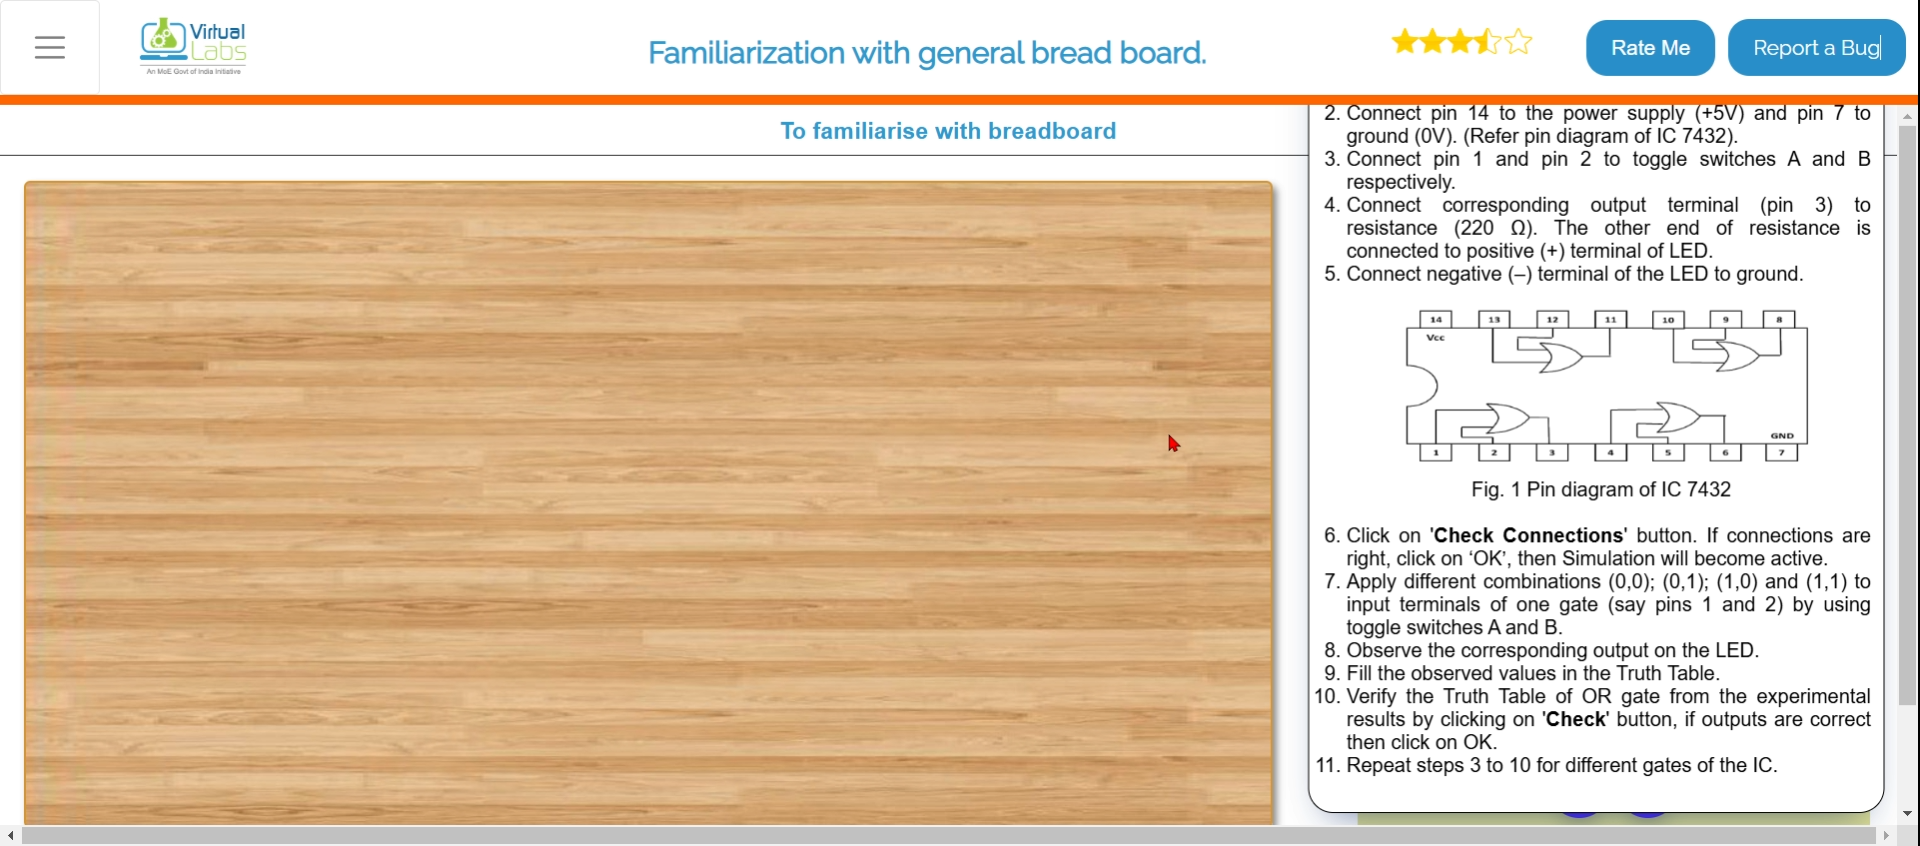 Virtual
Labs
An MoE Govt of India Initiative
Familiarization with general bread board.
Rate Me
Report a Bug
To familiarise with breadboard
2. Connect pin 14 to the power supply (+5V) and pin 7 to
ground (0V). (Refer pin diagram of IC 7432).
3. Connect pin 1 and pin 2 to toggle switches A and B
respectively.
4. Connect corresponding output terminal (pin 3) to
resistance (220 Ω). The other end of resistance is
connected to positive (+) terminal of LED.
5. Connect negative (–) terminal of the LED to ground.
14 13 12 11 10 9 8
Vcc
GND
1 2 3 4 5 6 7
Fig. 1 Pin diagram of IC 7432
6. Click on 'Check Connections' button. If connections are
right, click on ‘OK’, then Simulation will become active.
7. Apply different combinations (0,0); (0,1); (1,0) and (1,1) to
input terminals of one gate (say pins 1 and 2) by using
toggle switches A and B.
8. Observe the corresponding output on the LED.
9. Fill the observed values in the Truth Table.
10. Verify the Truth Table of OR gate from the experimental
results by clicking on 'Check' button, if outputs are correct
then click on OK.
11. Repeat steps 3 to 10 for different gates of the IC.